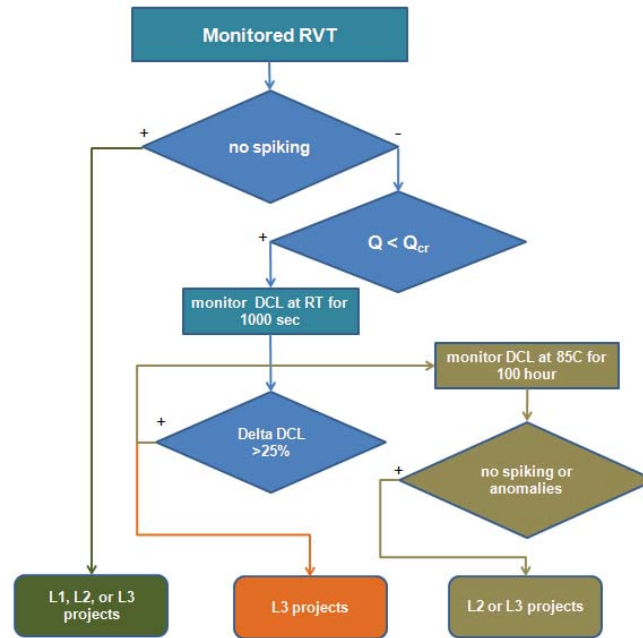 Monitored RVT
+
–
no spiking
+
Q < Qcr
monitor DCL at RT for
1000 sec
monitor DCL at 85C for
100 hour
+
Delta DCL
>25%
+
no spiking or
anomalies
L1, L2, or L3
projects
L3 projects
L2 or L3 projects